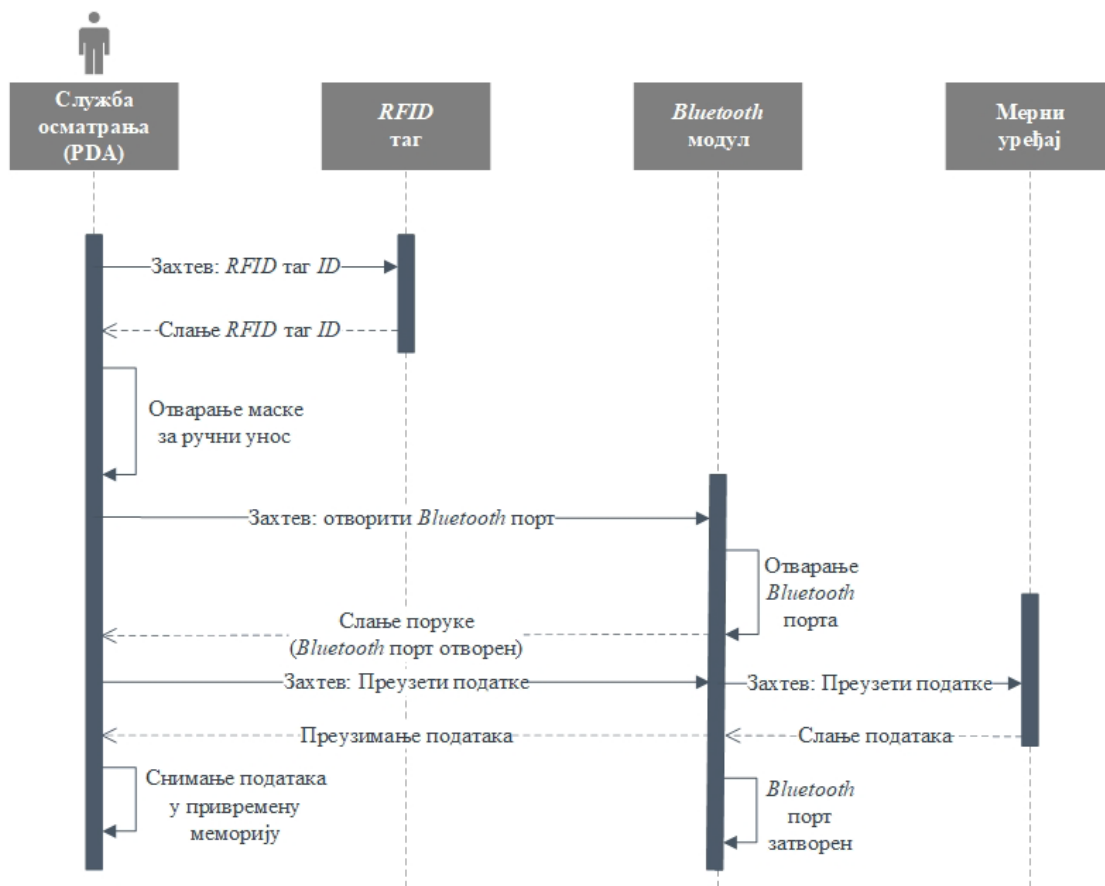 Служба
осматрања
(PDA)
RFID
таг
Bluetooth
модул
Мерни
уређај
Захтев: RFID таг ID
Слање RFID таг ID
Отварање маске
за ручни унос
Захтев: отворити Bluetooth порт
Отварање
Bluetooth
порта
Слање поруке
(Bluetooth порт отворен)
Захтев: Преузети податке
Захтев: Преузети податке
Преузимање података
Слање података
Снимање података
у привремену
меморију
Bluetooth
порт
затворен